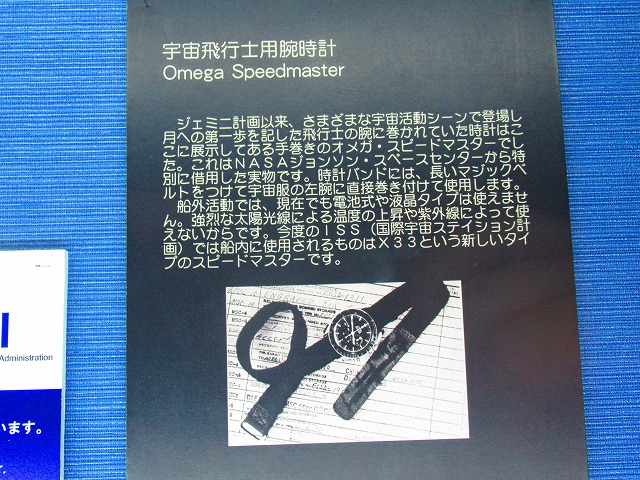 宇宙飛行士用腕時計
Omega Speedmaster
ジェミニ計画以来、さまざまな宇宙活動シーンで登場し
月への第一歩を記した飛行士の腕に巻かれていた時計はこ
こに展示してある手巻きのオメガ・スピードマスターでし
た。これはNASAジョンソン・スペースセンターから特
別に借用した実物です。時計バンドには、長いマジックベ
ルトをつけて宇宙服の左腕に直接巻き付けて使用します。
船外活動では、現在でも電池式や液晶タイプは使えませ
ん。強烈な太陽光線による温度の上昇や紫外線によって使
えないからです。今度のISS（国際宇宙ステイション計
画）では船内に使用されるものはX33という新しいタイ
プのスピードマスターです。
Administration
います。